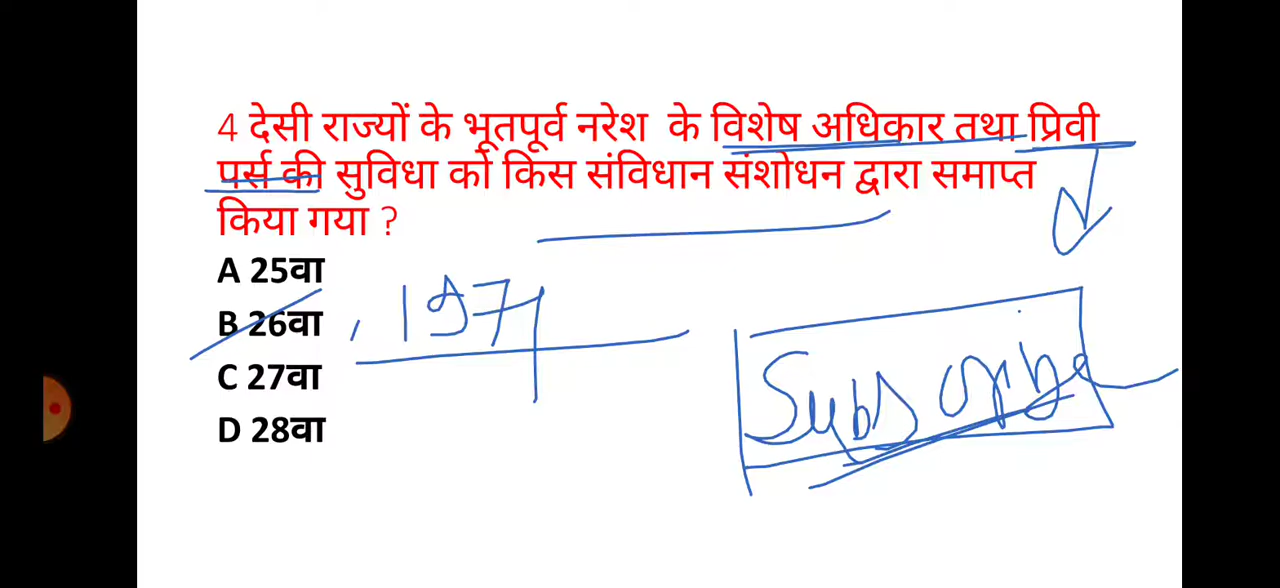 4 देसी राज्यों के भूतपूर्व नरेश के विशेष अधिकार तथा प्रिवी
पर्स की सुविधा को किस संविधान संशोधन द्वारा समाप्त
किया गया ?
A 25वा
B 26वा , 1971
C 27वा
D 28वा
Subscribe